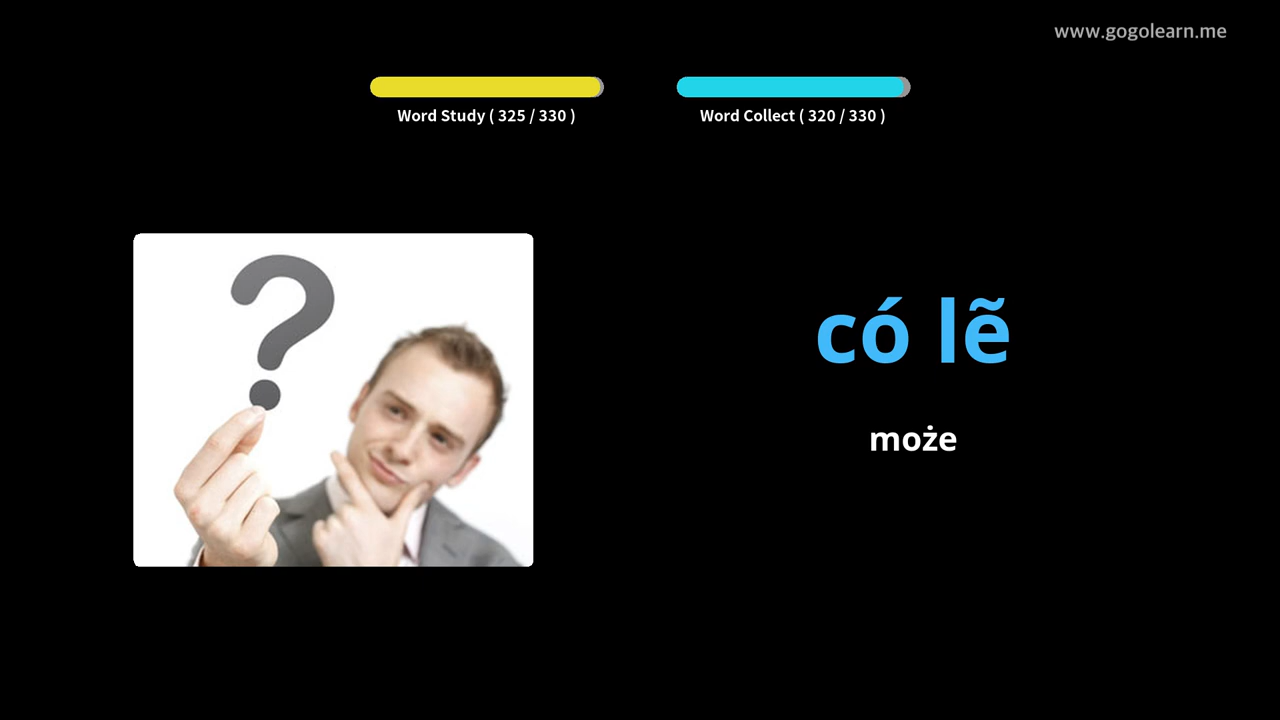 www.gogolearn.me
Word Study ( 325 / 330 )
Word Collect ( 320 / 330 )
?
có lẽ
może